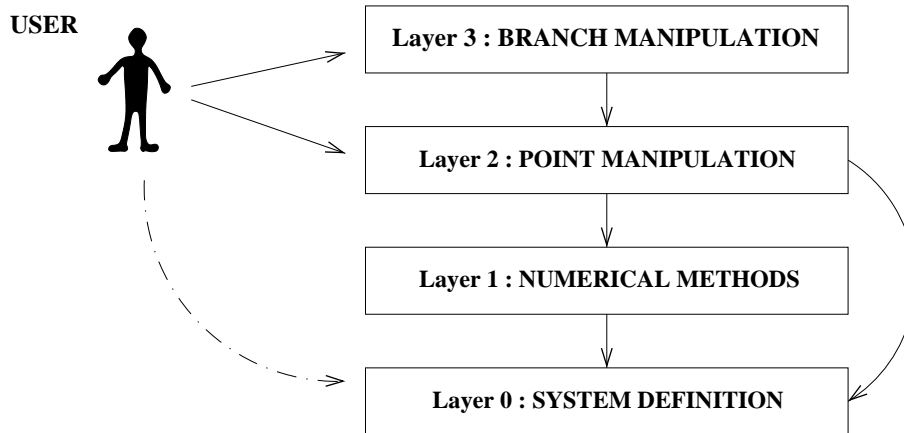 USER
Layer 3 : BRANCH MANIPULATION
Layer 2 : POINT MANIPULATION
Layer 1 : NUMERICAL METHODS
Layer 0 : SYSTEM DEFINITION